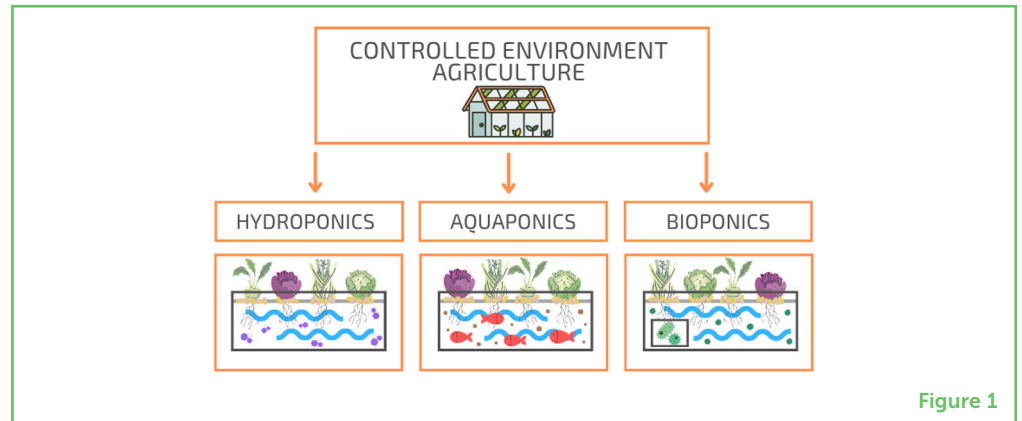 CONTROLLED ENVIRONMENT
AGRICULTURE
HYDROPONICS
AQUAPONICS
BIOPONICS
Figure 1